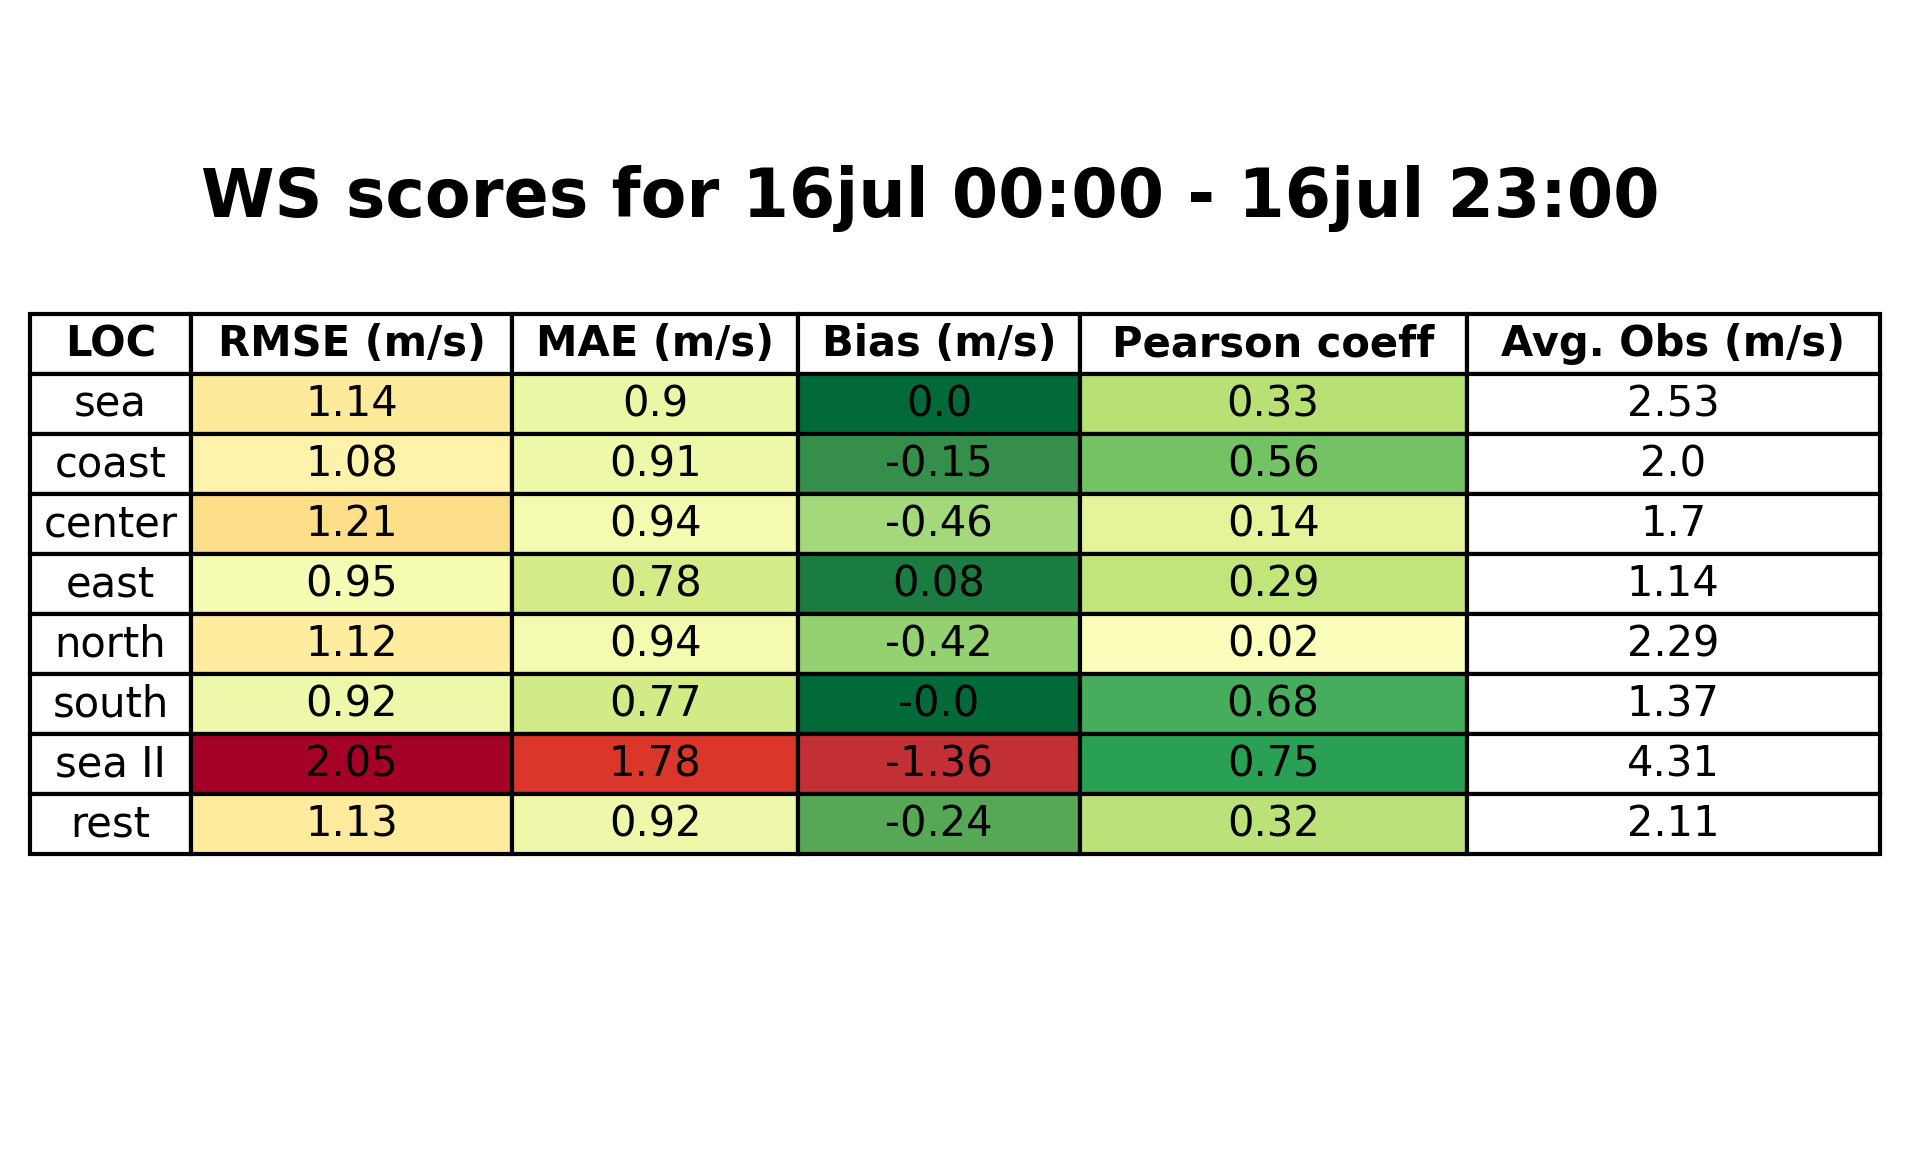 WS scores for 16jul 00:00 - 16jul 23:00
LOC RMSE (m/s) MAE (m/s) Bias (m/s) Pearson coeff Avg. Obs (m/s)
sea 1.14 0.9 0.0 0.33 2.53
coast 1.08 0.91 -0.15 0.56 2.0
center 1.21 0.94 -0.46 0.14 1.7
east 0.95 0.78 0.08 0.29 1.14
north 1.12 0.94 -0.42 0.02 2.29
south 0.92 0.77 -0.0 0.68 1.37
sea II 2.05 1.78 -1.36 0.75 4.31
rest 1.13 0.92 -0.24 0.32 2.11